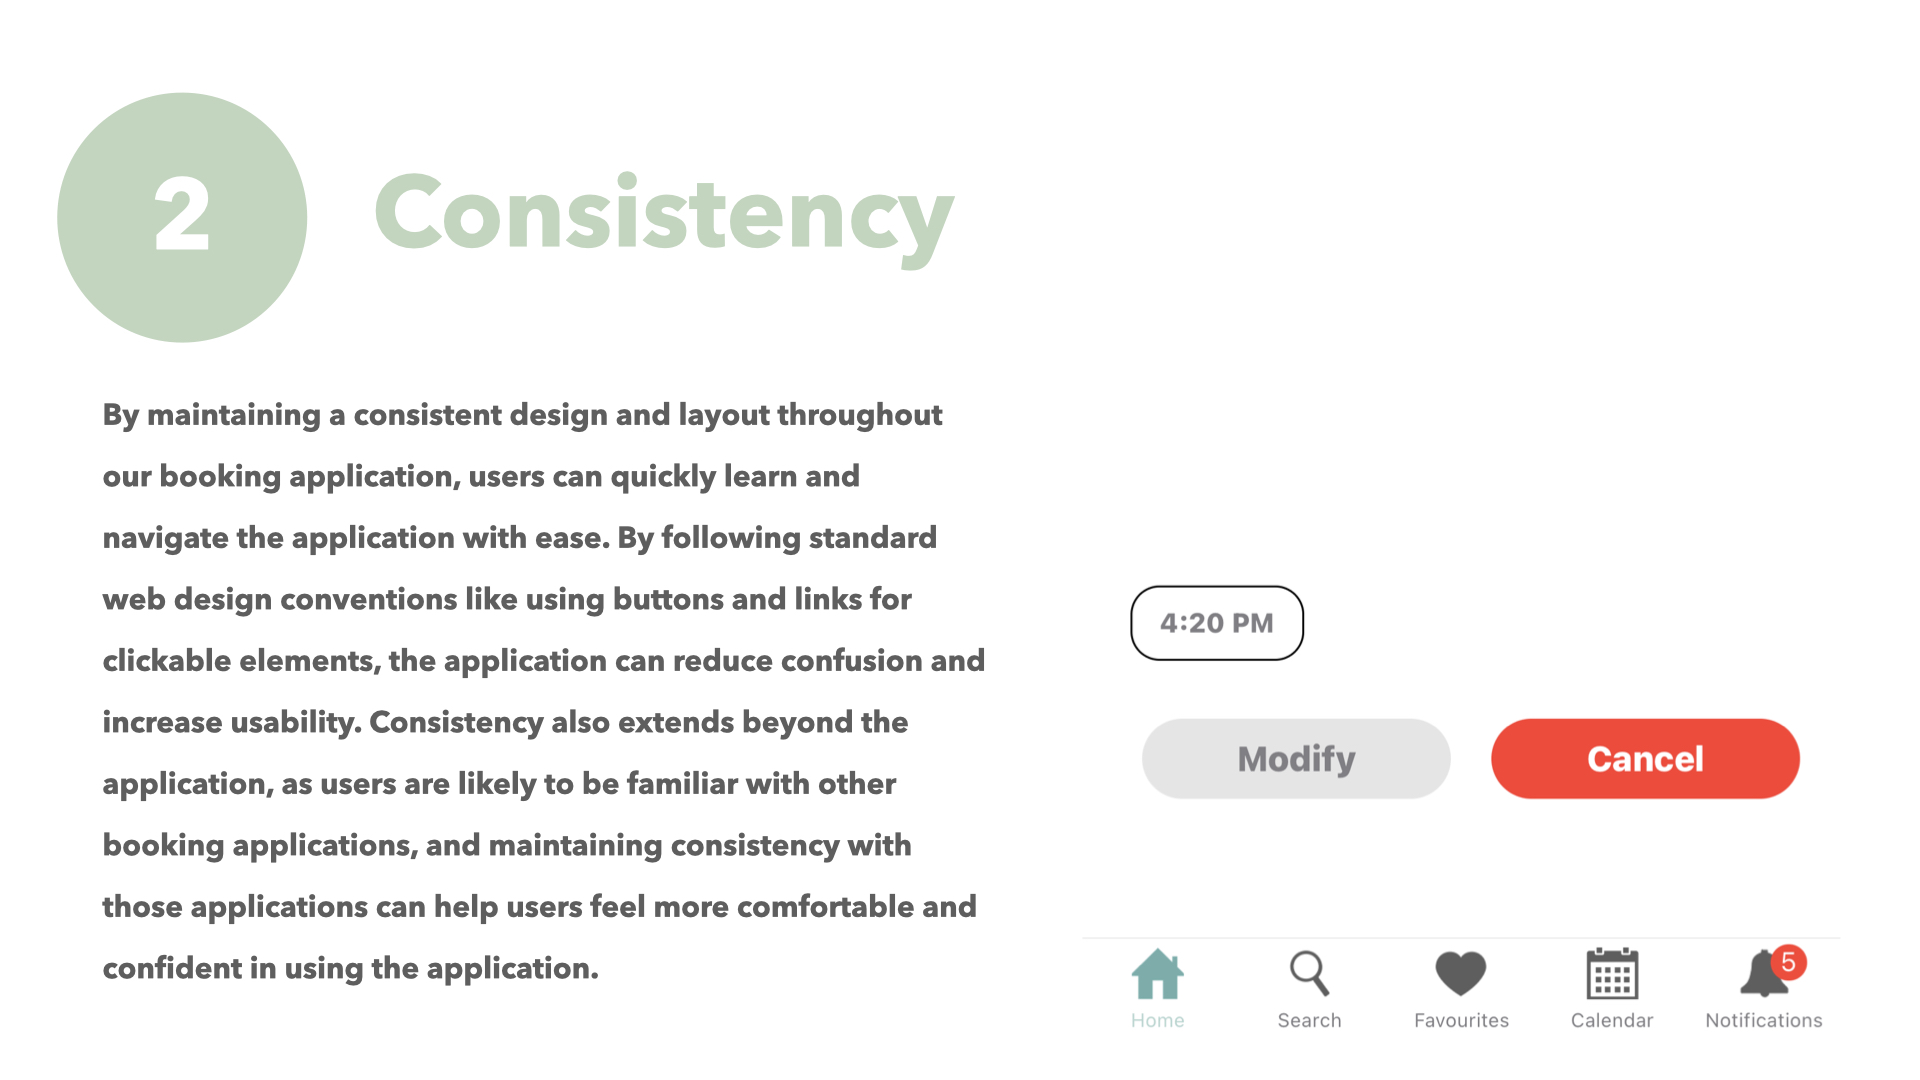 2
Consistency
By maintaining a consistent design and layout throughout
our booking application, users can quickly learn and
navigate the application with ease. By following standard
web design conventions like using buttons and links for
clickable elements, the application can reduce confusion and
increase usability. Consistency also extends beyond the
application, as users are likely to be familiar with other
booking applications, and maintaining consistency with
those applications can help users feel more comfortable and
confident in using the application.
4:20 PM
Modify
Cancel
5
Home
Search
Favourites
Calendar
Notifications